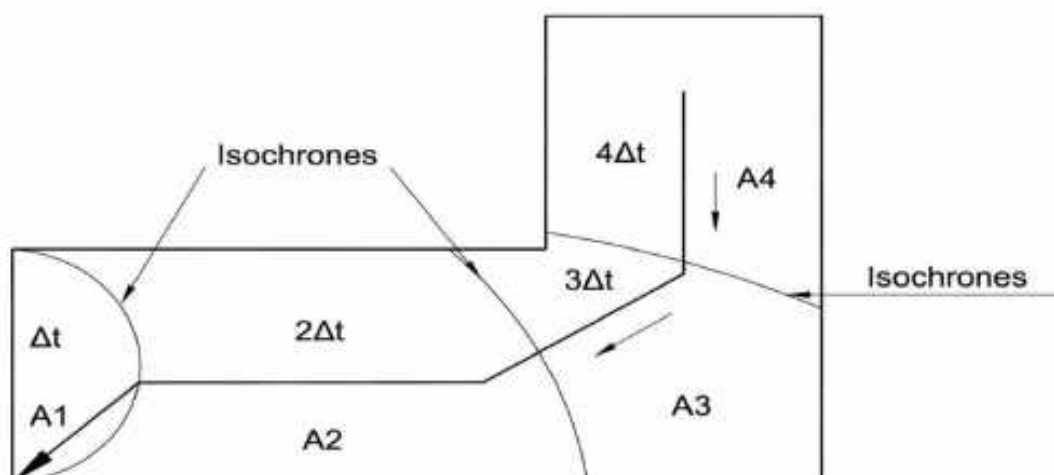 Isochrones
4Δt
A4
3Δt
Isochrones
Δt
2Δt
A1
A2
A3